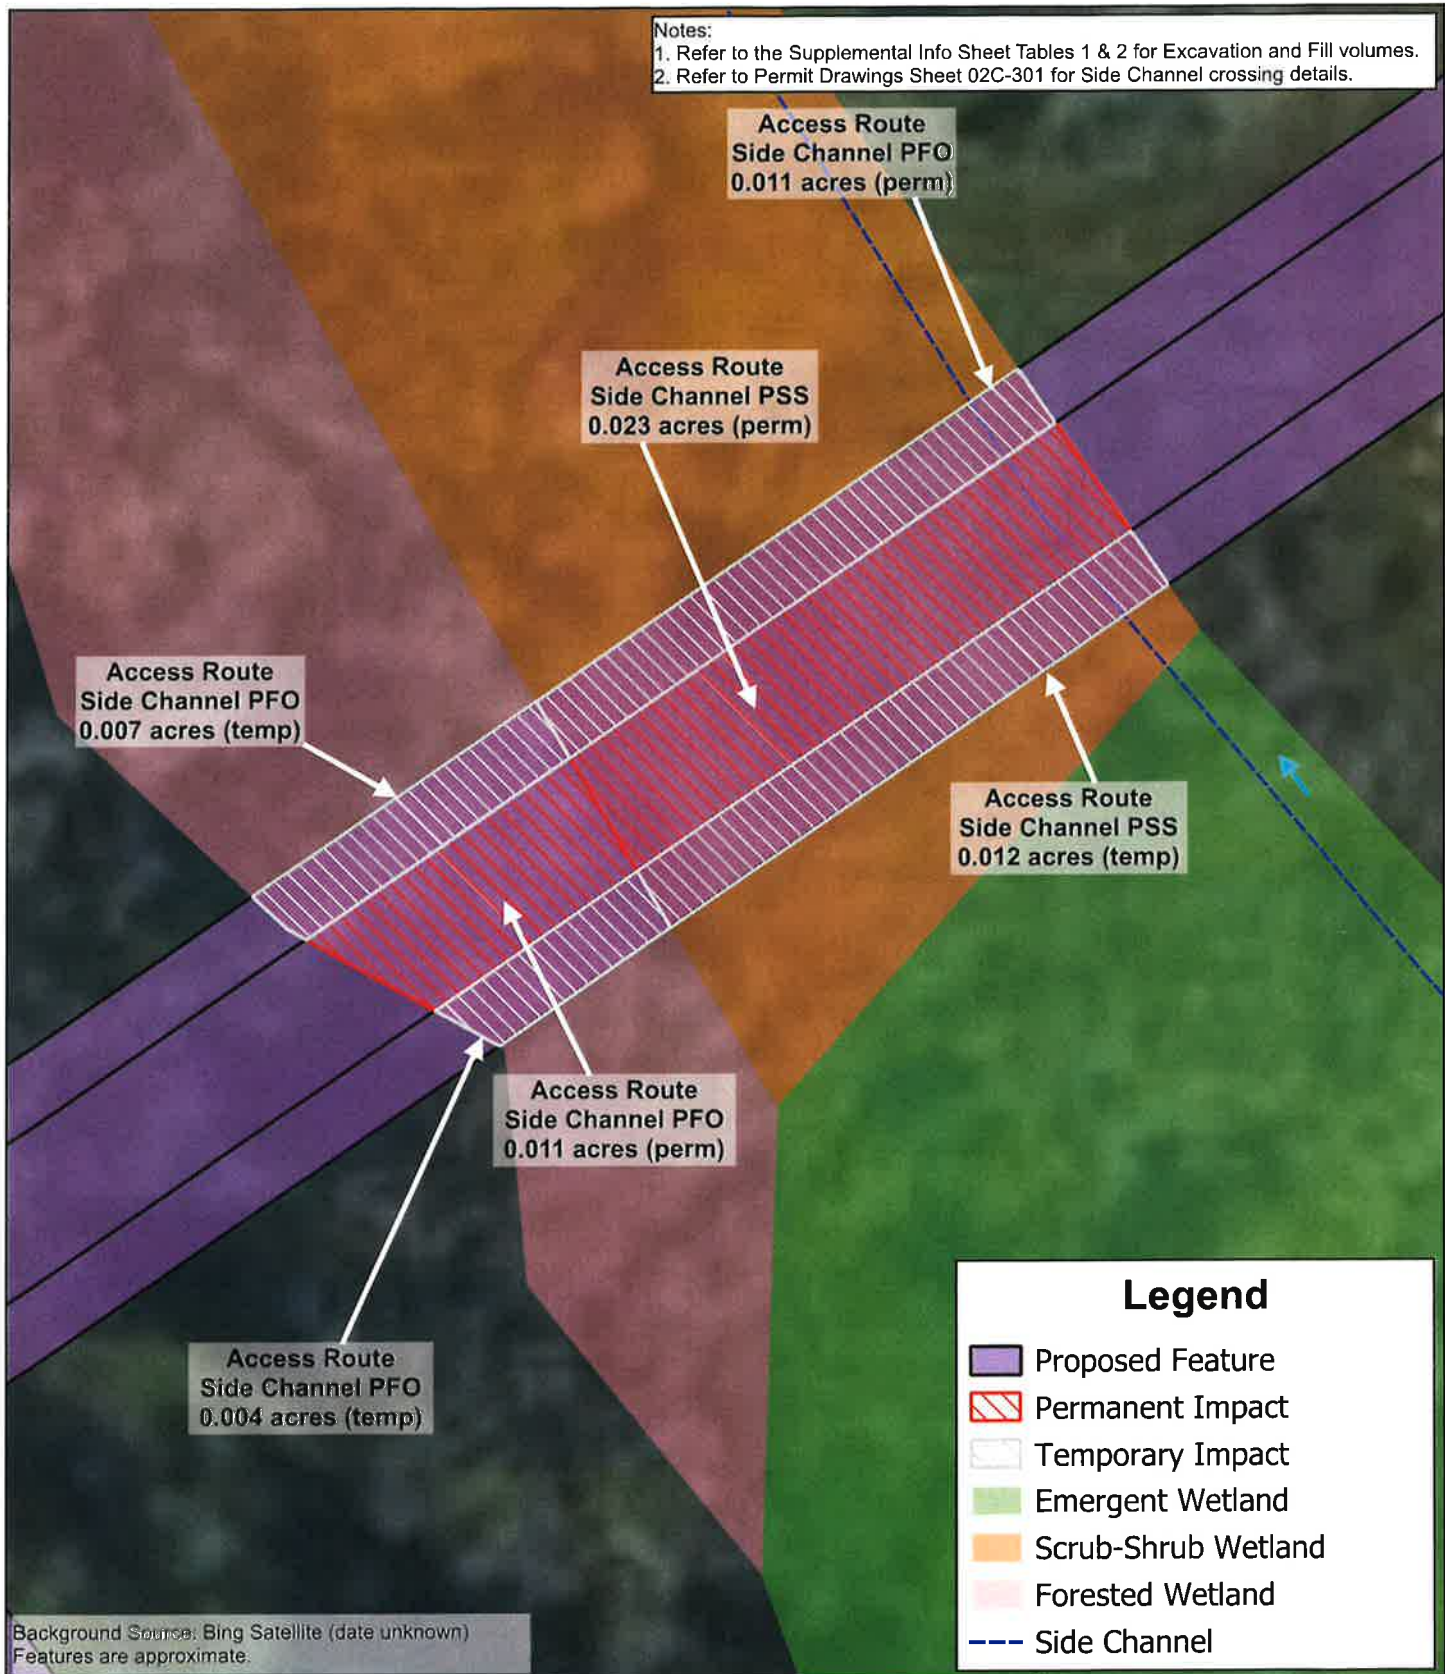 Notes:
1. Refer to the Supplemental Info Sheet Tables 1 & 2 for Excavation and Fill volumes.
2. Refer to Permit Drawings Sheet 02C-301 for Side Channel crossing details.
Access Route
Side Channel PFO
0.011 acres (perm)
Access Route
Side Channel PSS
0.023 acres (perm)
Access Route
Side Channel PFO
0.007 acres (temp)
Access Route
Side Channel PSS
0.012 acres (temp)
Access Route
Side Channel PFO
0.011 acres (perm)
Access Route
Side Channel PFO
0.004 acres (temp)
Legend
Proposed Feature
Permanent Impact
Temporary Impact
Emergent Wetland
Scrub-Shrub Wetland
Forested Wetland
Side Channel
Background Source: Bing Satellite (date unknown)
Features are approximate.